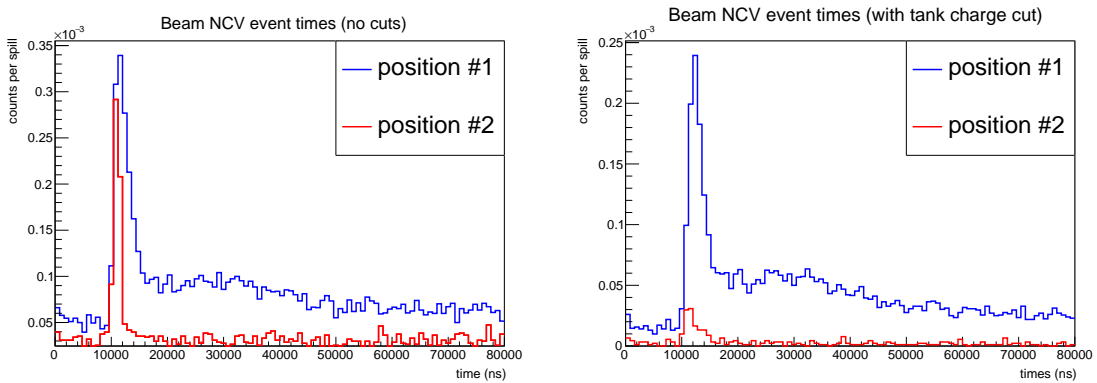 Beam NCV event times (no cuts)
×10⁻³
counts per spill
0.35
0.3
0.25
0.2
0.15
0.1
0.05
0 10000 20000 30000 40000 50000 60000 70000 80000
time (ns)
position #1
position #2
Beam NCV event times (with tank charge cut)
×10⁻³
counts per spill
0.25
0.2
0.15
0.1
0.05
0
0 10000 20000 30000 40000 50000 60000 70000 80000
times (ns)
position #1
position #2